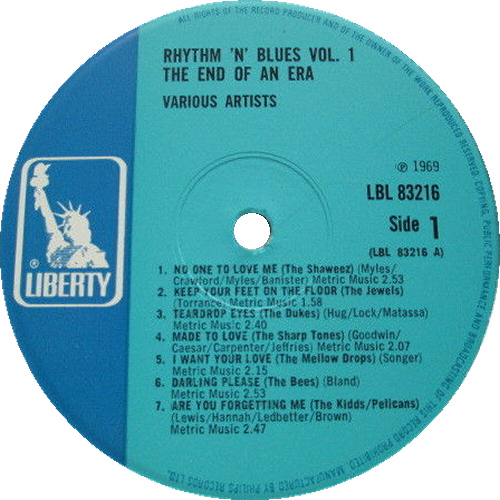 ALL RIGHTS OF THE RECORD PRODUCER AND OF THE OWNER OF THE WORK REPRODUCED RESERVED. COPYING, PUBLIC PERFORMANCE AND BROADCASTING OF THIS RECORD PROHIBITED. MANUFACTURED BY PHILIPS RECORDS LTD.
RHYTHM 'N' BLUES VOL. 1
THE END OF AN ERA
VARIOUS ARTISTS
℗ 1969
LBL 83216
Side 1
(LBL 83216 A)
®
LIBERTY
1. NO ONE TO LOVE ME (The Shaweez) (Myles/
Crawford/Myles/Banister) Metric Music 2.53
2. KEEP YOUR FEET ON THE FLOOR (The Jewels)
(Torrance) Metric Music 1.58
3. TEARDROP EYES (The Dukes) (Hug/Lock/Matassa)
Metric Music 2.40
4. MADE TO LOVE (The Sharp Tones) (Goodwin/
Caesar/Carpenter/Jeffries) Metric Music 2.07
5. I WANT YOUR LOVE (The Mellow Drops) (Songer)
Metric Music 2.15
6. DARLING PLEASE (The Bees) (Bland)
Metric Music 2.53
7. ARE YOU FORGETTING ME (The Kidds/Pelicans)
(Lewis/Hannah/Ledbetter/Brown)
Metric Music 2.47